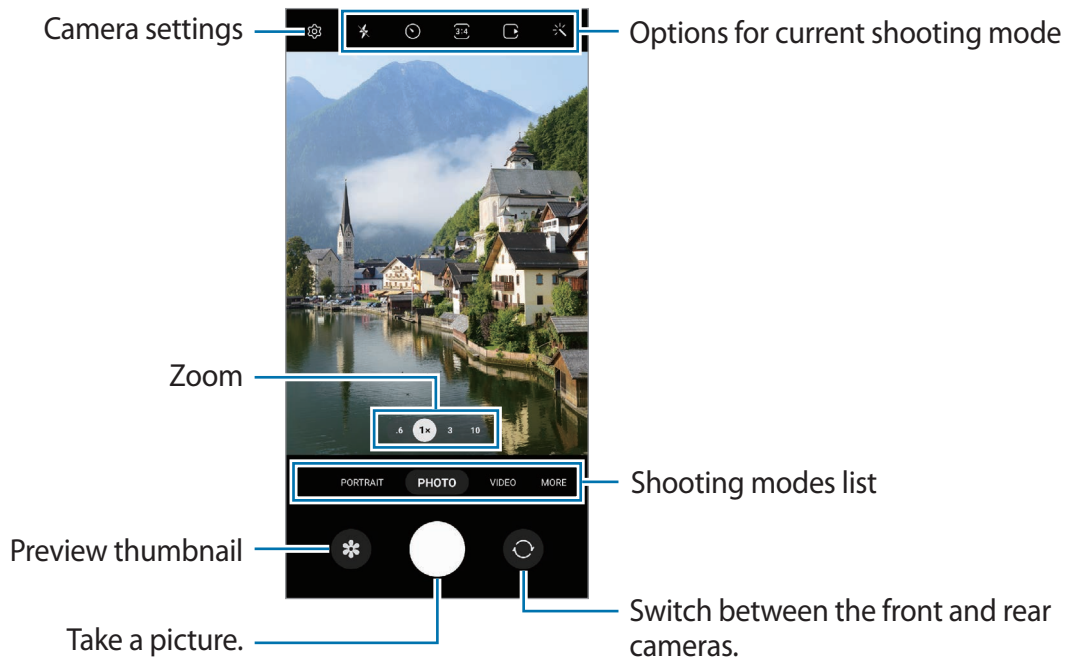 Camera settings
3:4
Options for current shooting mode
Zoom
.6 1× 3 10
PORTRAIT PHOTO VIDEO MORE
Shooting modes list
Preview thumbnail
Take a picture.
Switch between the front and rear
cameras.